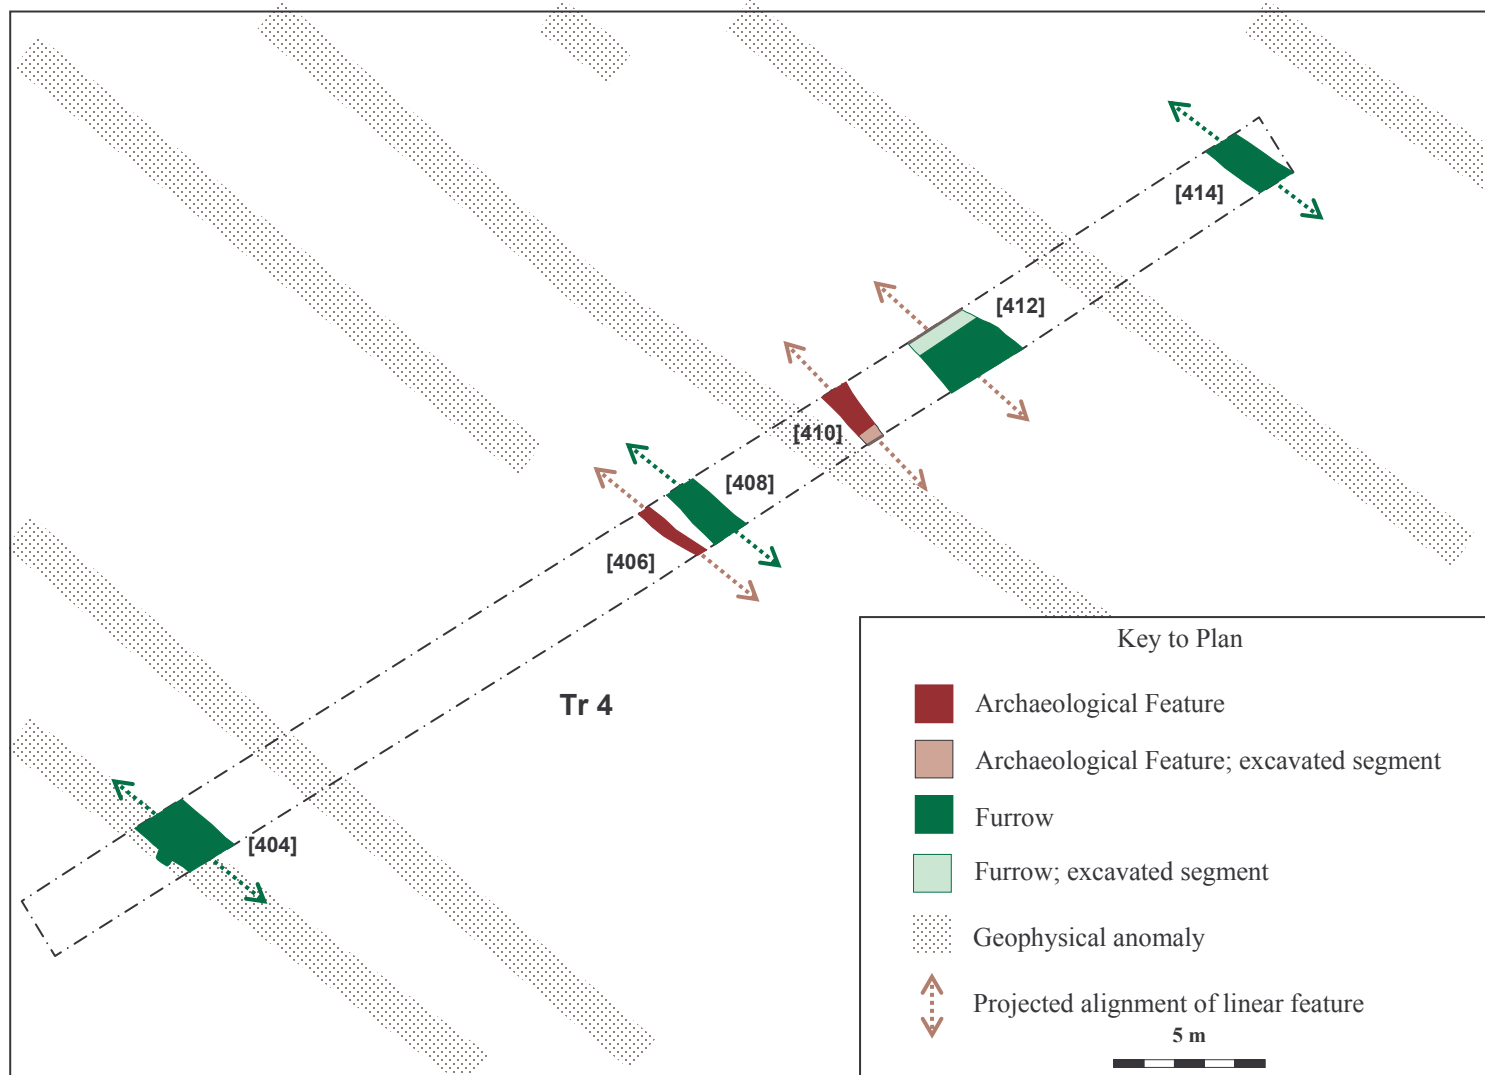 [414]
[412]
[410]
[408]
[406]
Tr 4
[404]
Key to Plan
Archaeological Feature
Archaeological Feature; excavated segment
Furrow
Furrow; excavated segment
Geophysical anomaly
Projected alignment of linear feature
5 m